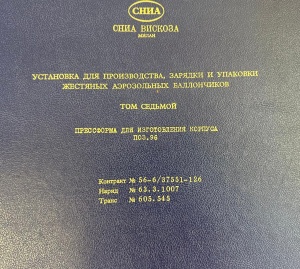 СНИА
СНИА ВИСКОЗА
МИЛАН
УСТАНОВКА ДЛЯ ПРОИЗВОДСТВА, ЗАРЯДКИ И УПАКОВКИ
ЖЕСТЯНЫХ АЭРОЗОЛЬНЫХ БАЛЛОНЧИКОВ
ТОМ СЕДЬМОЙ
ПРЕССФОРМА ДЛЯ ИЗГОТОВЛЕНИЯ КОРПУСА
ПОЗ.96
Контракт № 56-6/37551-126
Наряд № 63.3.1007
Транс № 605.545